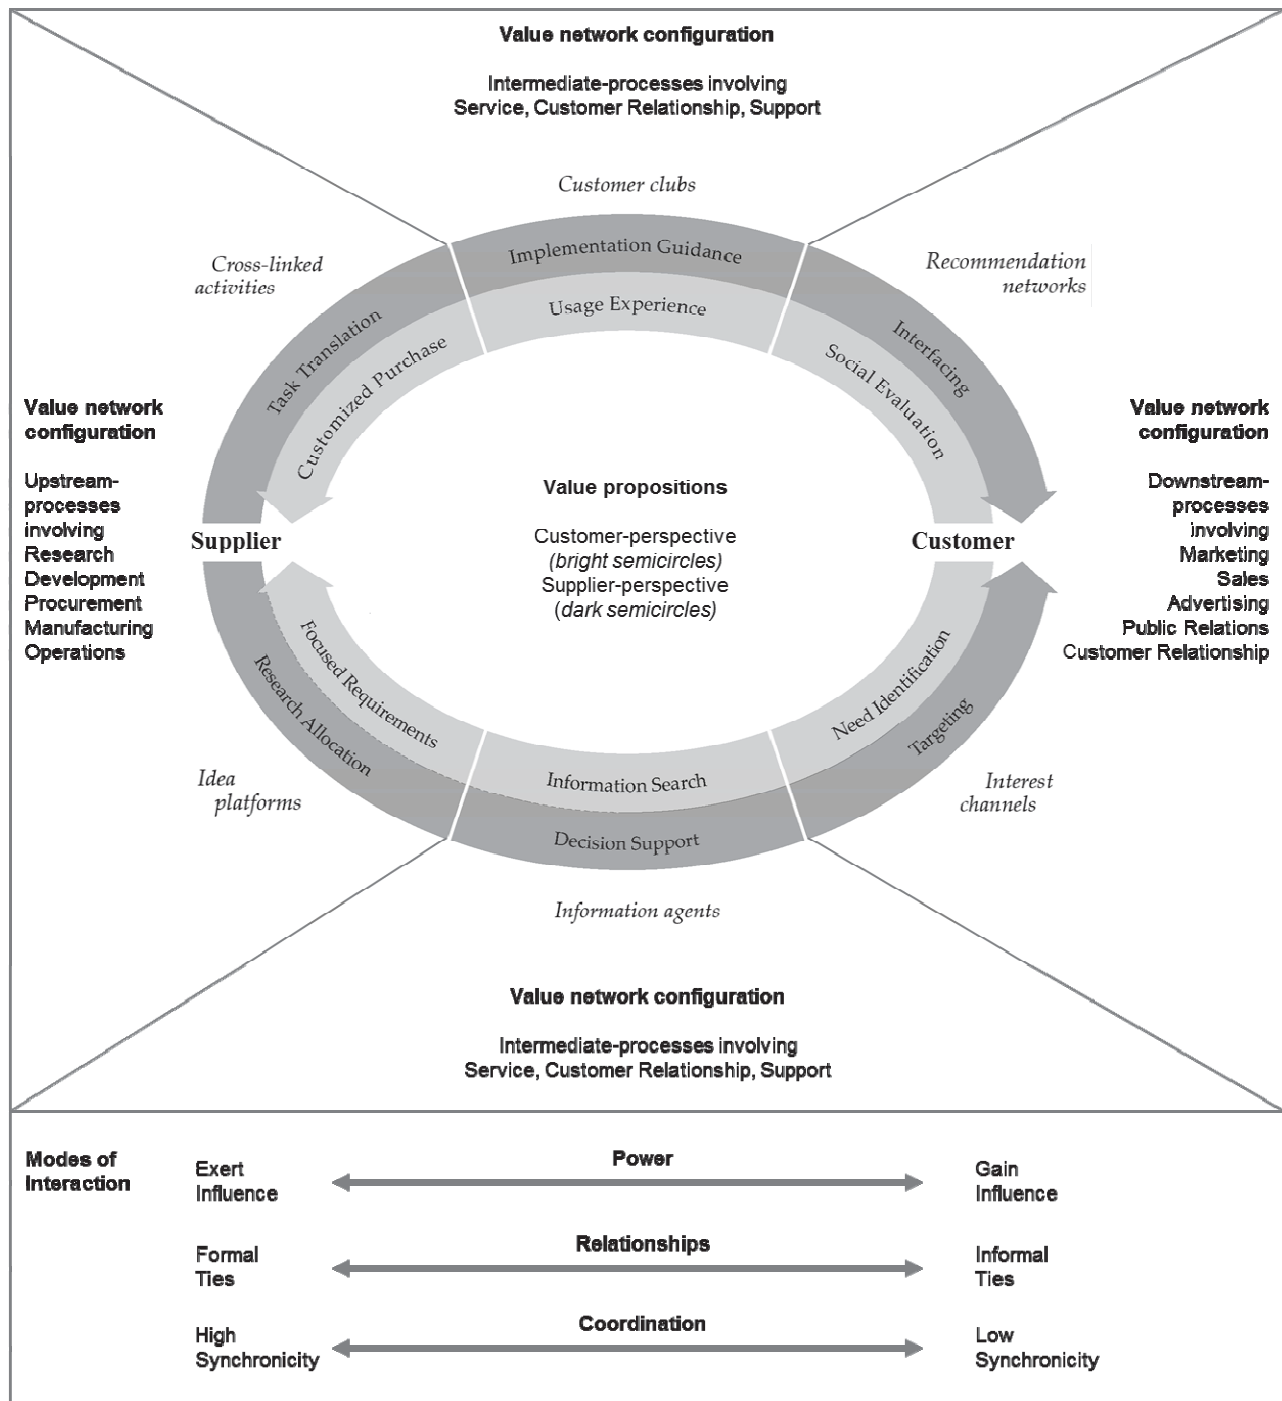 Value network configuration
Intermediate-processes involving
Service, Customer Relationship, Support
Customer clubs
Cross-linked
activities
Recommendation
networks
Implementation Guidance
Usage Experience
Task Translation
Customized Purchase
Interfacing
Social Evaluation
Value network
configuration
Upstream-
processes
involving
Research
Development
Procurement
Manufacturing
Operations
Value network
configuration
Downstream-
processes
involving
Marketing
Sales
Advertising
Public Relations
Customer Relationship
Value propositions
Customer-perspective
(bright semicircles)
Supplier-perspective
(dark semicircles)
Supplier
Customer
Focused Requirements
Research Allocation
Need Identification
Targeting
Information Search
Decision Support
Idea
platforms
Interest
channels
Information agents
Value network configuration
Intermediate-processes involving
Service, Customer Relationship, Support
Modes of
Interaction
Exert
Influence
Power
Gain
Influence
Formal
Ties
Relationships
Informal
Ties
High
Synchronicity
Coordination
Low
Synchronicity